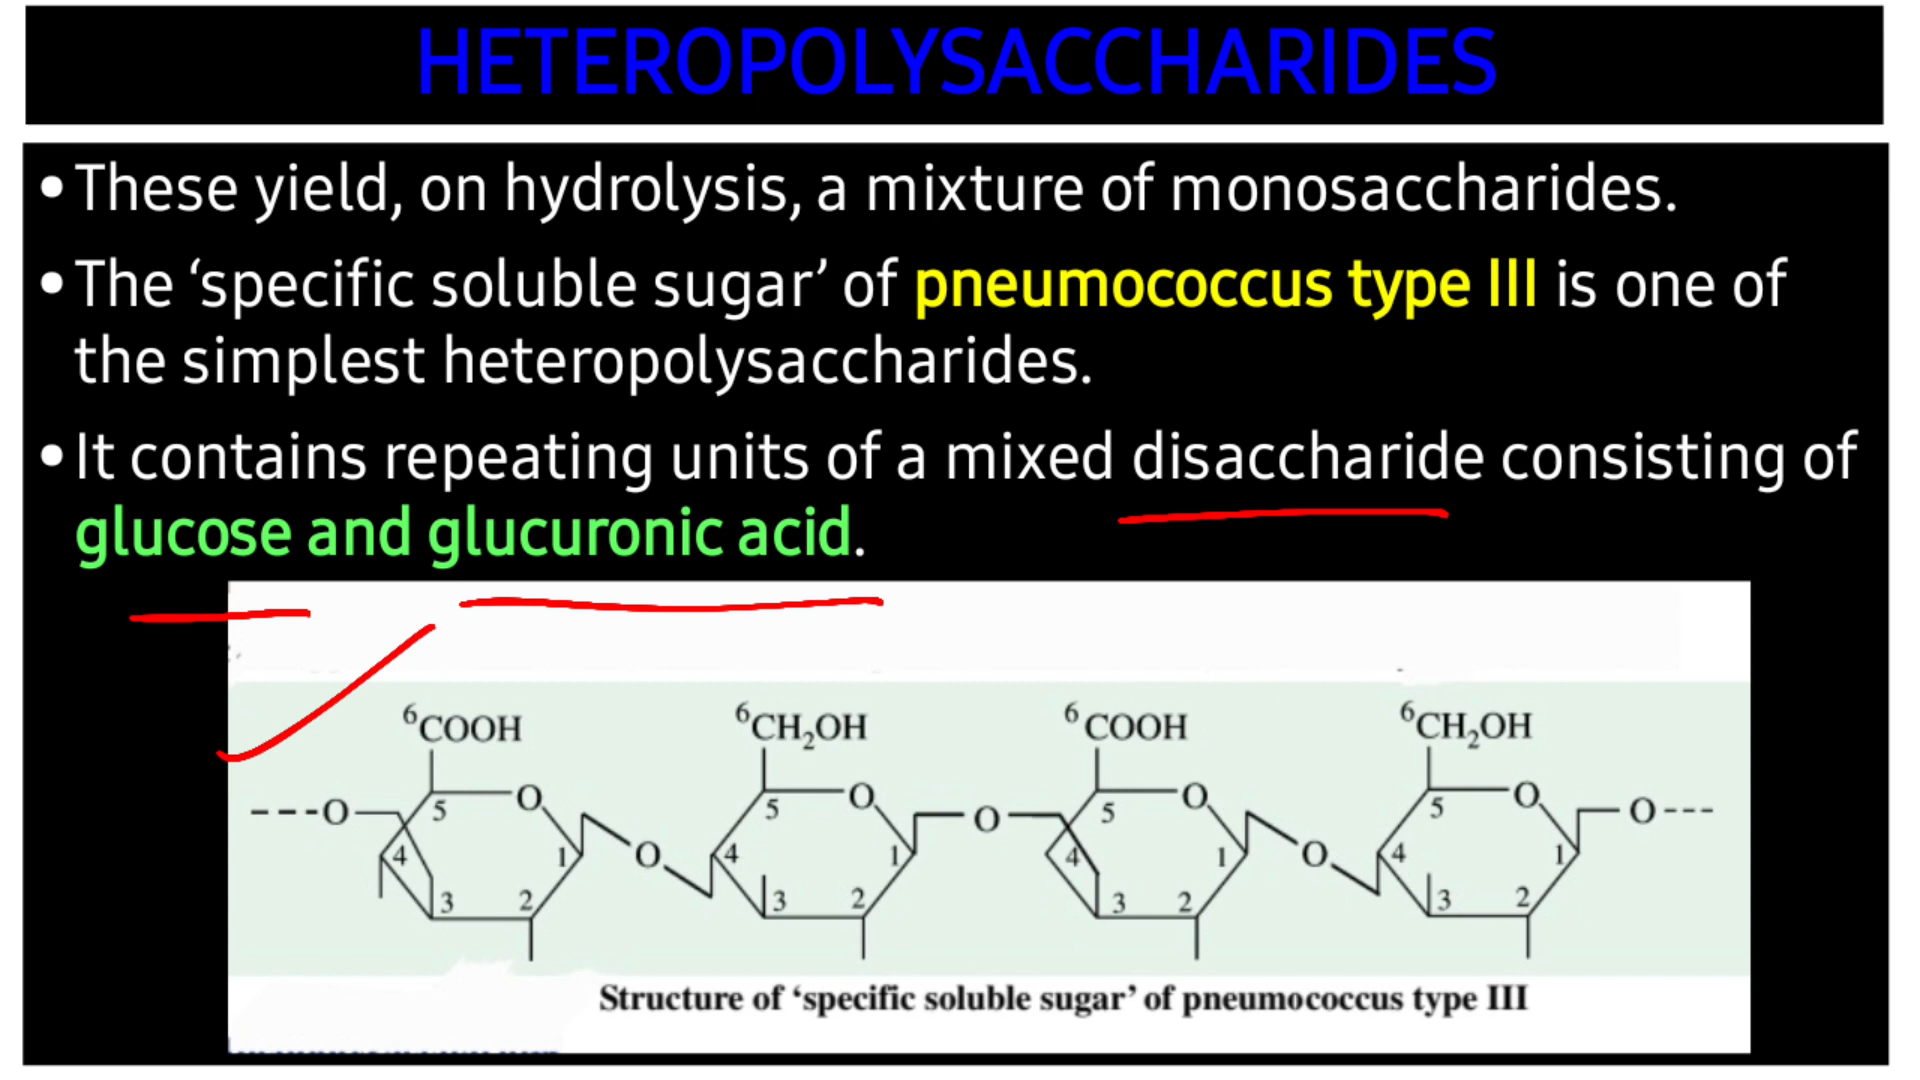 HETEROPOLYSACCHARIDES
• These yield, on hydrolysis, a mixture of monosaccharides.
• The ‘specific soluble sugar’ of pneumococcus type III is one of
the simplest heteropolysaccharides.
• It contains repeating units of a mixed disaccharide consisting of
glucose and glucuronic acid.
6COOH 6CH2OH 6COOH 6CH2OH
---O 5 O 5 O O 5 O 5 O O---
4 1 O 4 1 4 1 O 4 1
3 2 3 2 3 2 3 2
Structure of ‘specific soluble sugar’ of pneumococcus type III